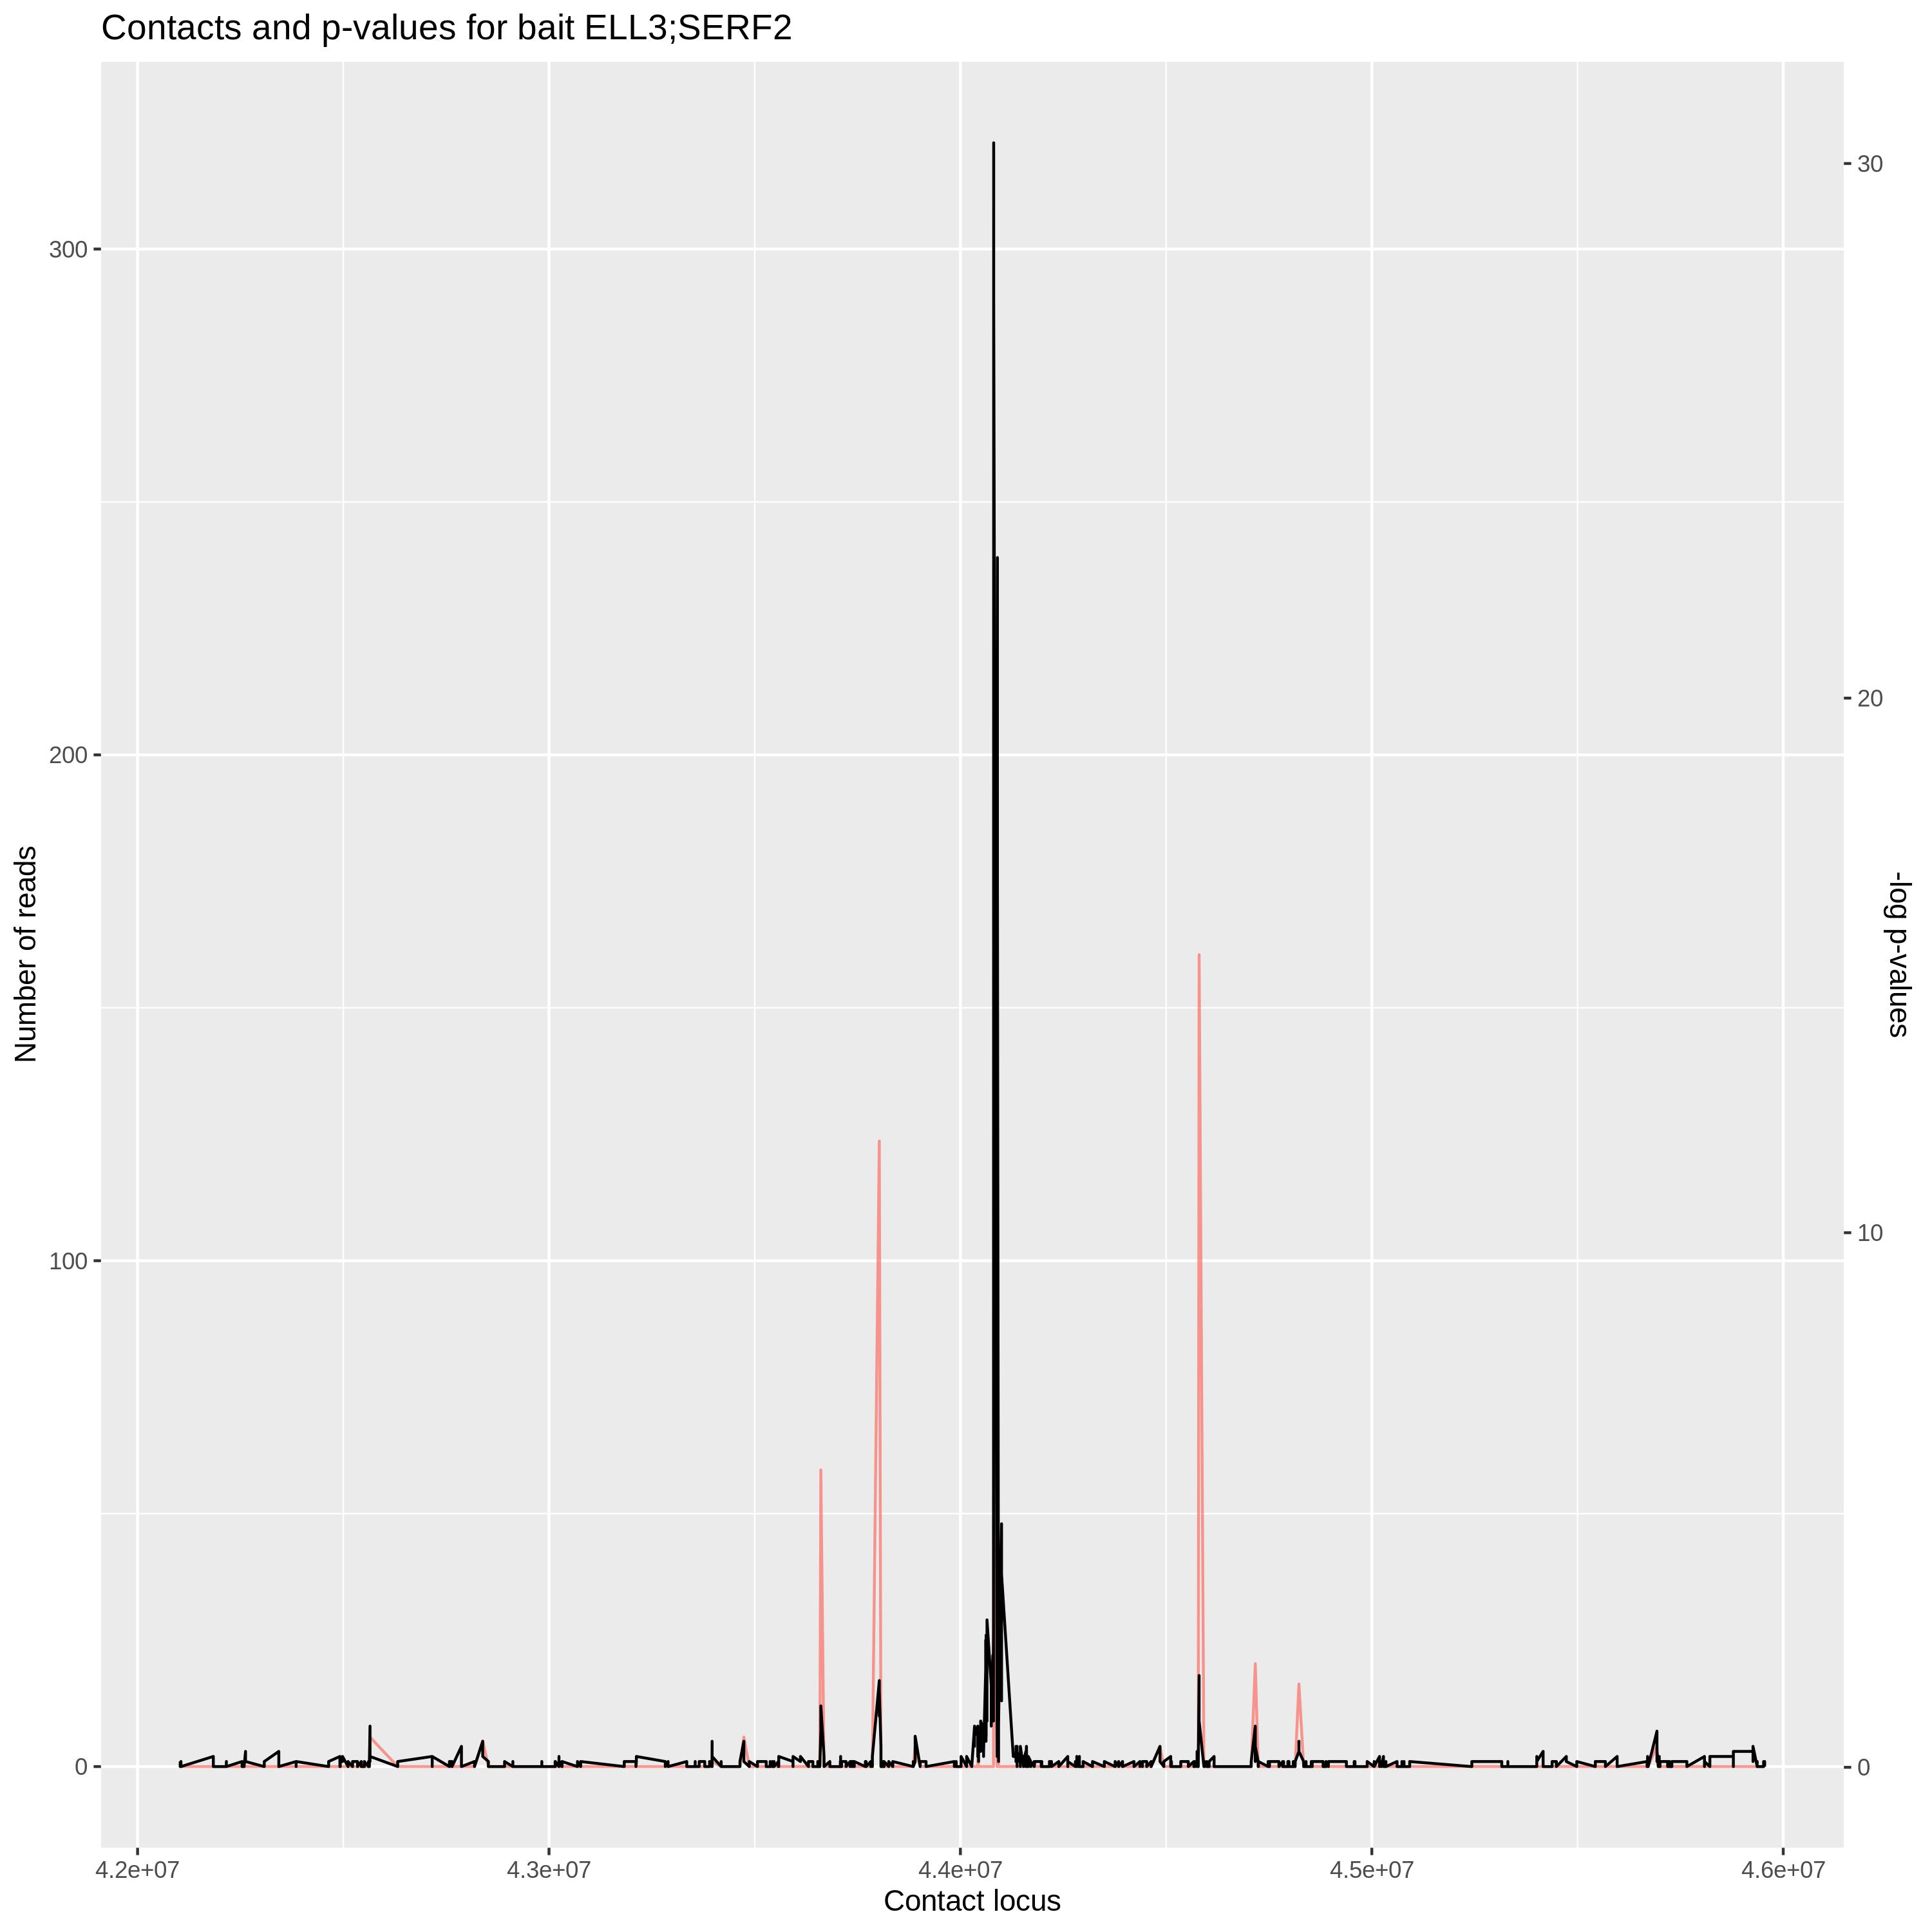 Contacts and p-values for bait ELL3;SERF2
Number of reads
300
200
100
0
30
20
10
0
-log p-values
4.2e+07
4.3e+07
4.4e+07
4.5e+07
4.6e+07
Contact locus